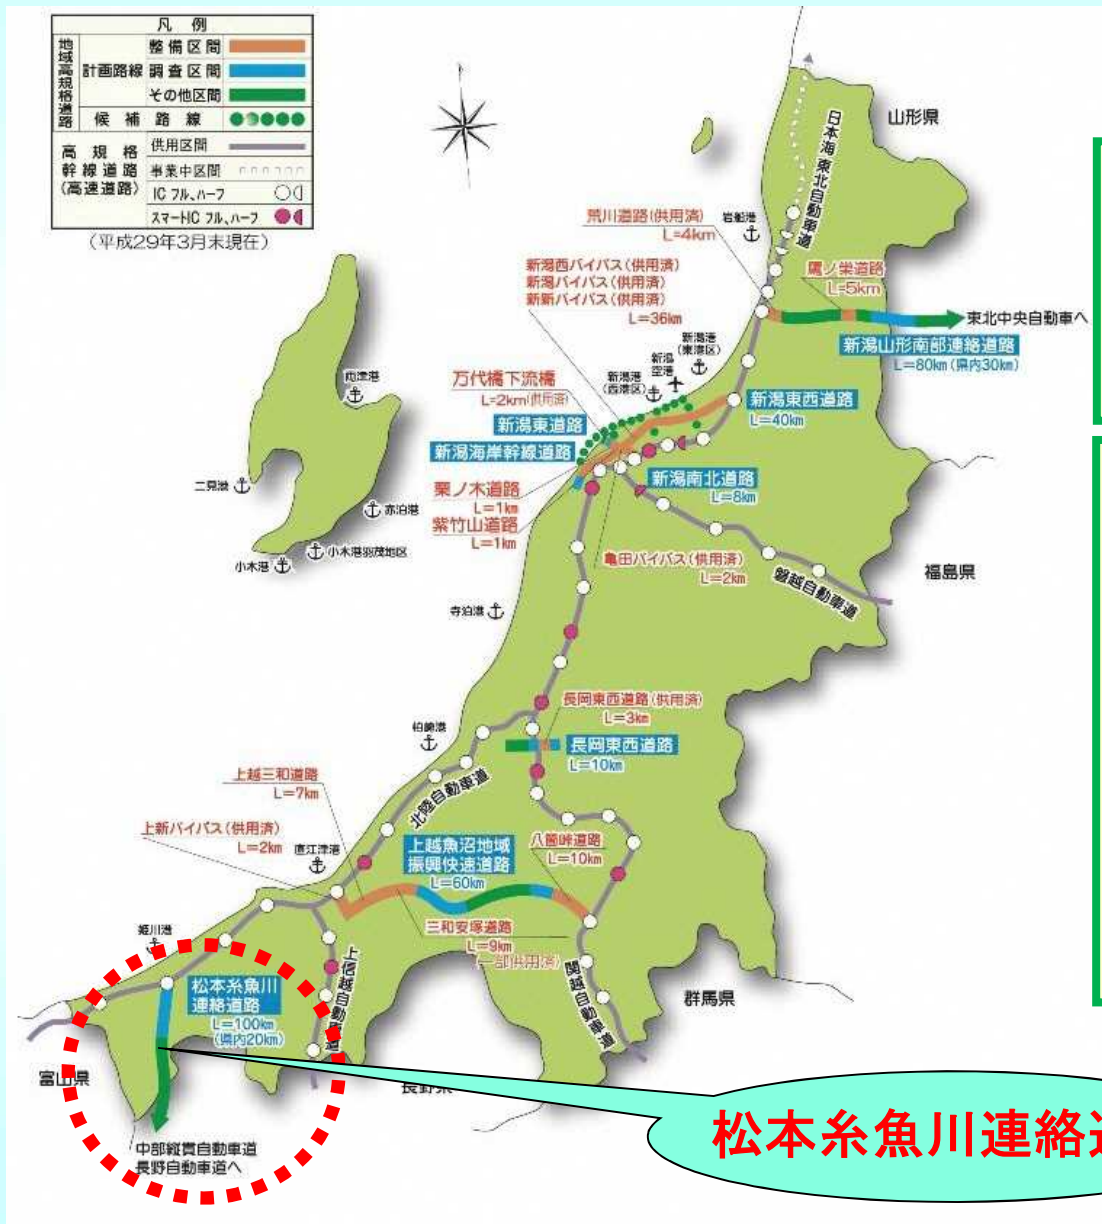 凡例
地域高規格道路
計画路線
整備区間
調査区間
その他区間
候補路線
高規格
幹線道路
(高速道路)
供用区間
事業中区間
IC フル、ハーフ
スマートIC フル、ハーフ
(平成29年3月末現在)
山形県
日本海東北自動車道
荒川道路(供用済)
L=4km
岩船港
新潟西バイパス(供用済)
新潟バイパス(供用済)
新新バイパス(供用済)
L=36km
鷹ノ巣道路
L=5km
東北中央自動車へ
新潟山形南部連絡道路
L=80km(県内30km)
新潟港
(東港区)
新潟
空港
新潟港
(西港区)
両津港
万代橋下流橋
L=2km(供用済)
新潟東道路
新潟海岸幹線道路
新潟東西道路
L=40km
二見港
赤泊港
小木港羽茂地区
小木港
栗ノ木道路
L=1km
紫竹山道路
L=1km
新潟南北道路
L=8km
亀田バイパス(供用済)
L=2km
磐越自動車道
福島県
寺泊港
長岡東西道路(供用済)
L=3km
柏崎港
長岡東西道路
L=10km
上越三和道路
L=7km
北陸自動車道
上新バイパス(供用済)
L=2km
直江津港
上越魚沼地域
振興快速道路
L=60km
八箇峠道路
L=10km
三和安塚道路
L=9km
一部供用済)
姫川港
上信越自動車道
関越自動車道
群馬県
松本糸魚川
連絡道路
L=100km
(県内20km)
富山県
長野県
中部縦貫自動車道
長野自動車道へ
松本糸魚川連絡